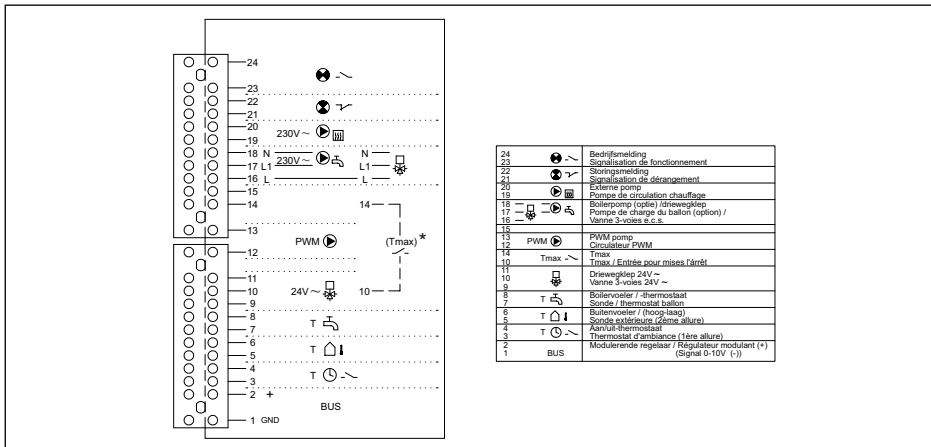 24
23
22
21
20
230V ~
19
18 N N
17 L1 230V ~ L1
16 L L
15
14 14
13
PWM (Tmax) *
12
11
10 24V ~ 10
9
8
T
7
6
T
5
4
T
3
2 +
BUS
1 GND
24 Bedrijfsmelding
23 Signalisation de fonctionnement
22 Storingsmelding
21 Signalisation de dérangement
20 Externe pomp
19 Pompe de circulation chauffage
18 Boilerpomp (optie) /driewegklep
17 Pompe de charge du ballon (option) /
16 Vanne 3-voies e.c.s.
15
13 PWM PWM pomp
12 Circulateur PWM
14 Tmax Tmax
10 Tmax / Entrée pour mises l'árrêt
11
10 Driewegklep 24V ~
9 Vanne 3-voies 24V ~
8 T Boilervoeler / -thermostaat
7 Sonde / thermostat ballon
6 T Buitenvoeler / (hoog-laag)
5 Sonde extérieure (2ème allure)
4 T Aan/uit-thermostaat
3 Thermostat d'ambiance (1ère allure)
2 Modulerende regelaar / Régulateur modulant (+)
1 BUS (Signal 0-10V (-))